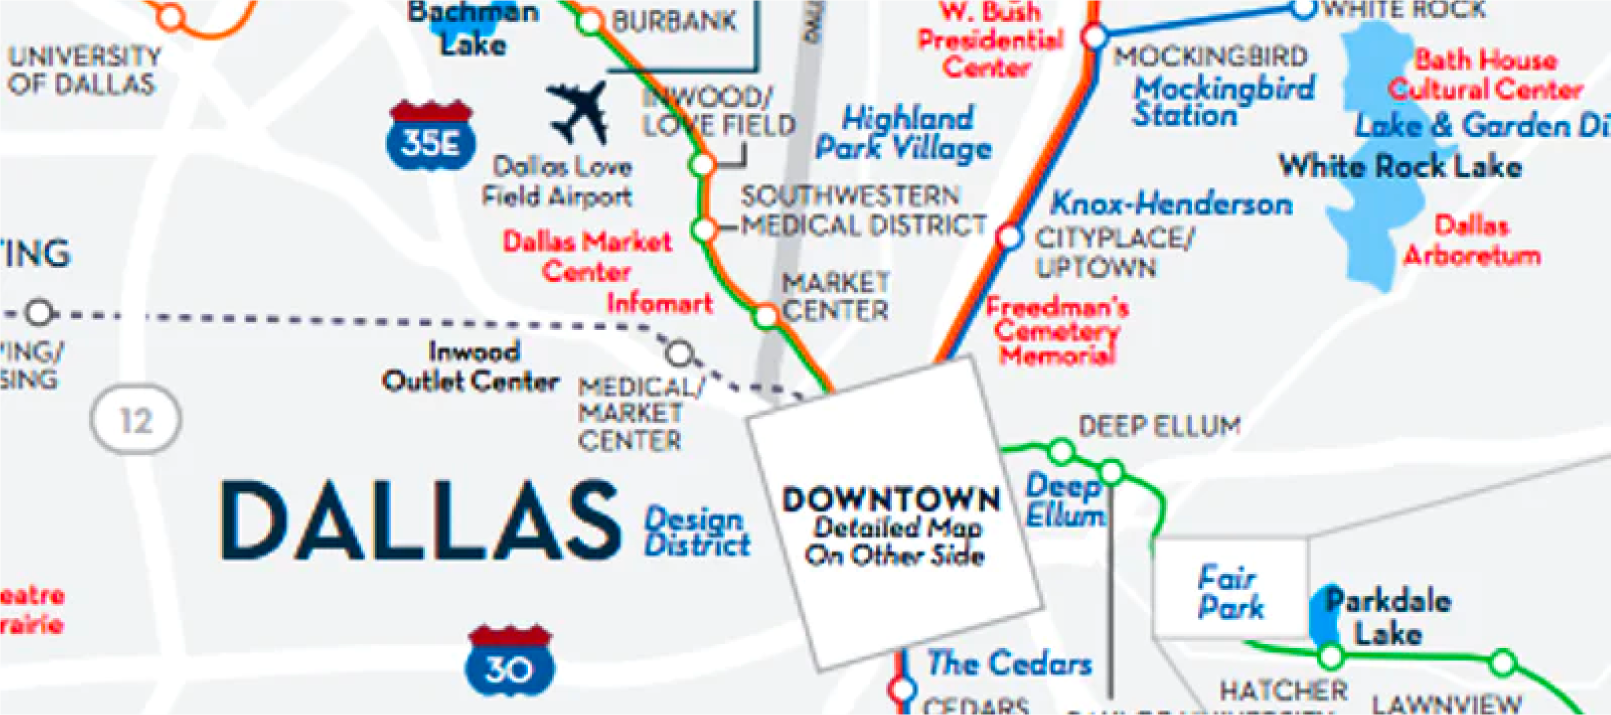 Bachman
Lake
BURBANK
W. Bush
Presidential
Center
WHITE ROCK
UNIVERSITY
OF DALLAS
MOCKINGBIRD
Mockingbird
Station
Bath House
Cultural Center
Lake & Garden Di
White Rock Lake
35E
INWOOD/
LOVE FIELD
Highland
Park Village
Dallas Love
Field Airport
SOUTHWESTERN
MEDICAL DISTRICT
Knox-Henderson
CITYPLACE/
UPTOWN
Dallas
Arboretum
Dallas Market
Center
Infomart
MARKET
CENTER
Freedman's
Cemetery
Memorial
ING
ING/
SING
Inwood
Outlet Center
MEDICAL/
MARKET
CENTER
12
DEEP ELLUM
Deep
Ellum
DALLAS
Design
District
DOWNTOWN
Detailed Map
On Other Side
Fair
Park
Parkdale
Lake
eatre
rairie
30
The Cedars
CEDARS
HATCHER
LAWNVIEW